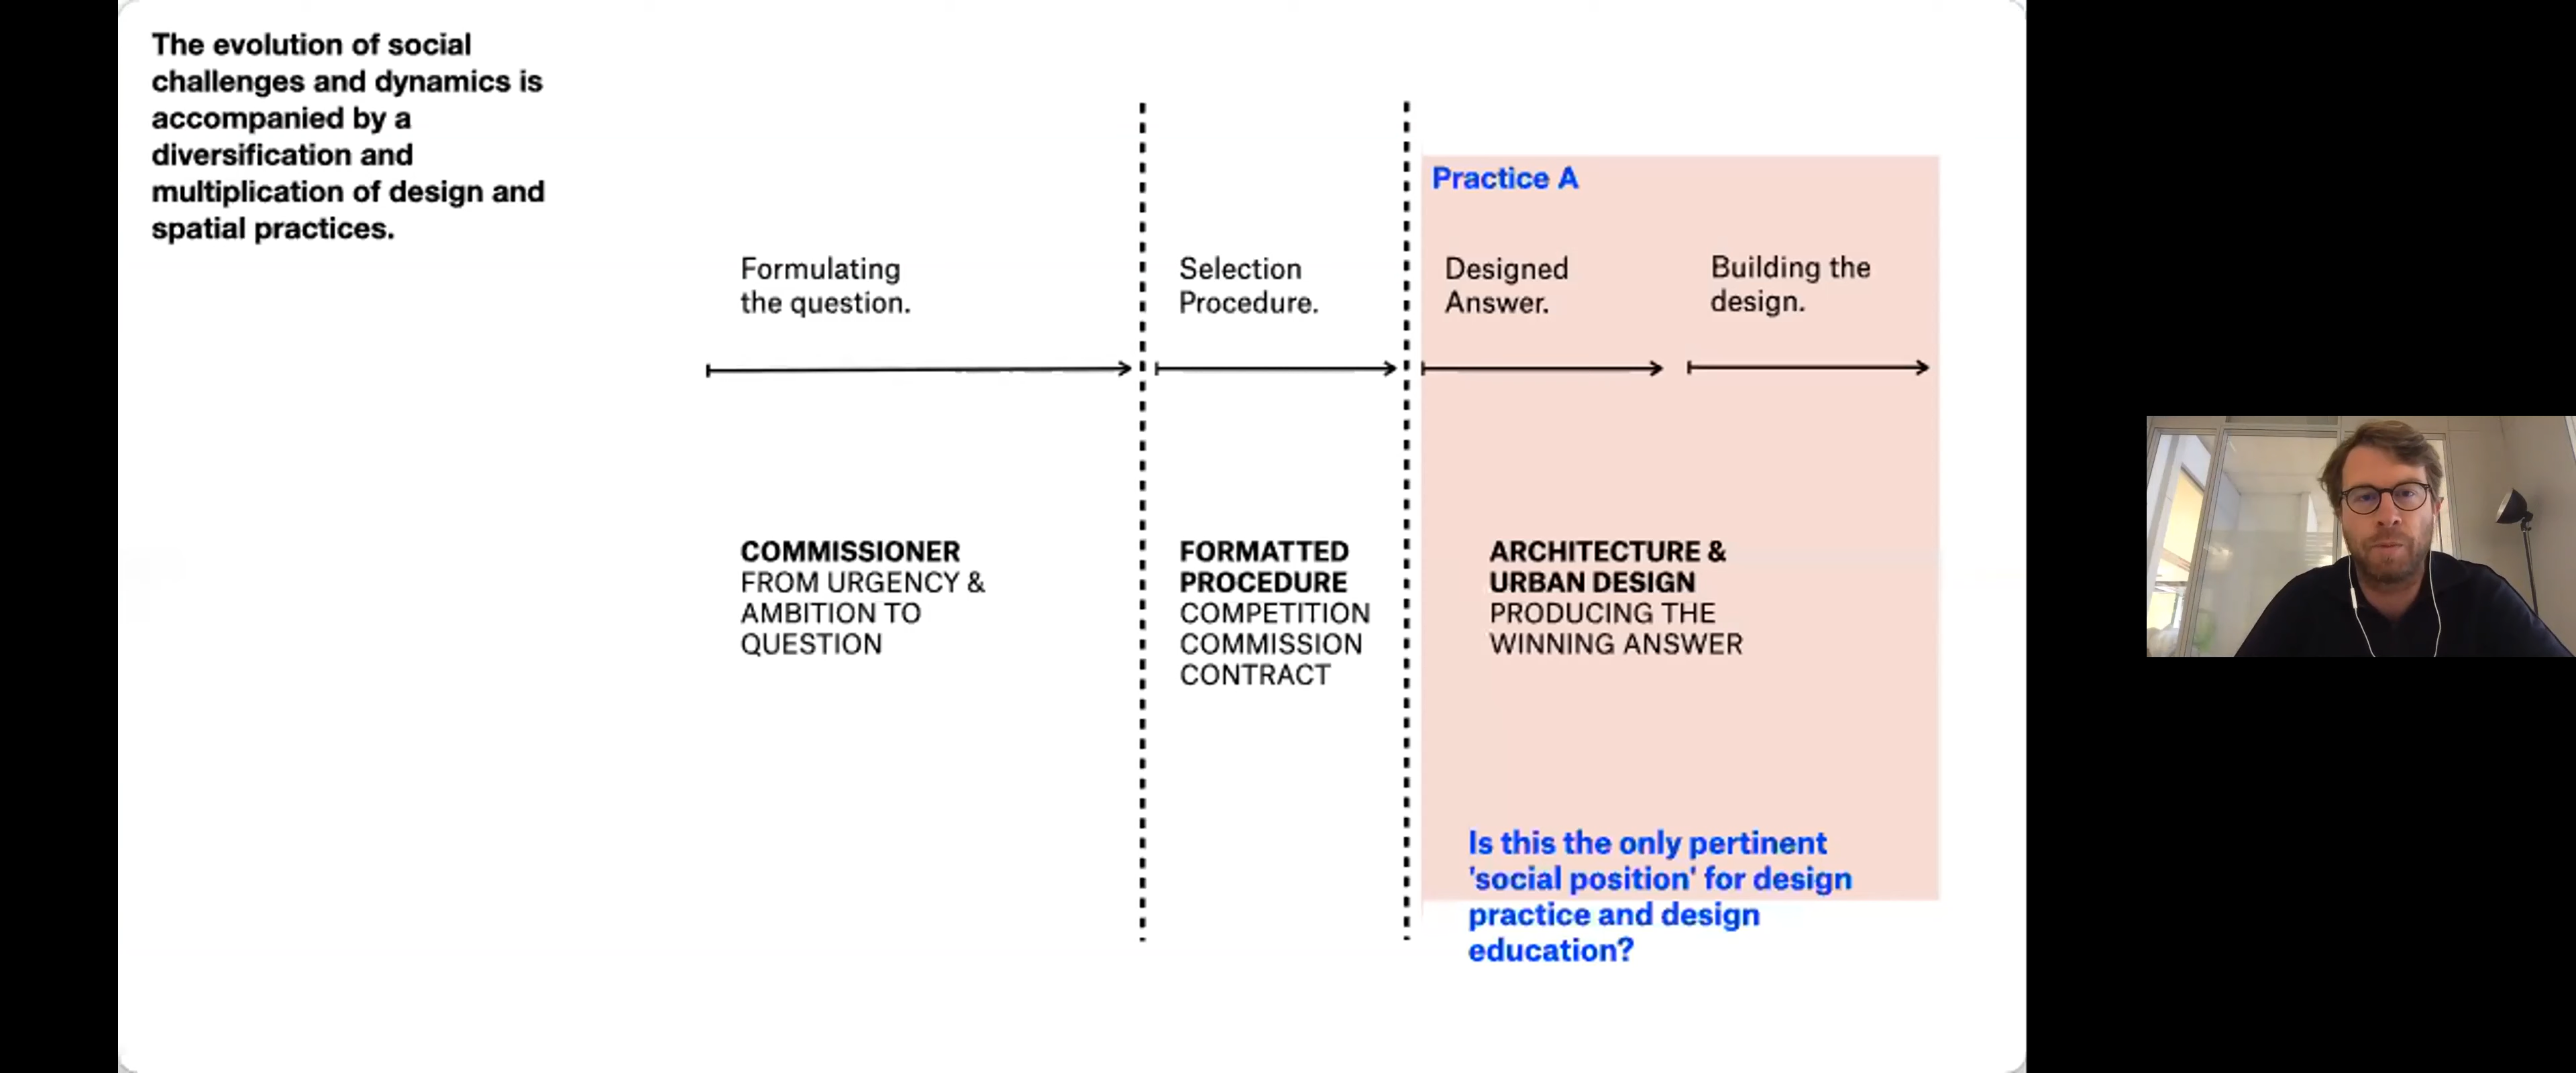 The evolution of social
challenges and dynamics is
accompanied by a
diversification and
multiplication of design and
spatial practices.
Formulating
the question.
Selection
Procedure.
Practice A
Designed
Answer.
Building the
design.
COMMISSIONER
FROM URGENCY &
AMBITION TO
QUESTION
FORMATTED
PROCEDURE
COMPETITION
COMMISSION
CONTRACT
ARCHITECTURE &
URBAN DESIGN
PRODUCING THE
WINNING ANSWER
Is this the only pertinent
'social position' for design
practice and design
education?